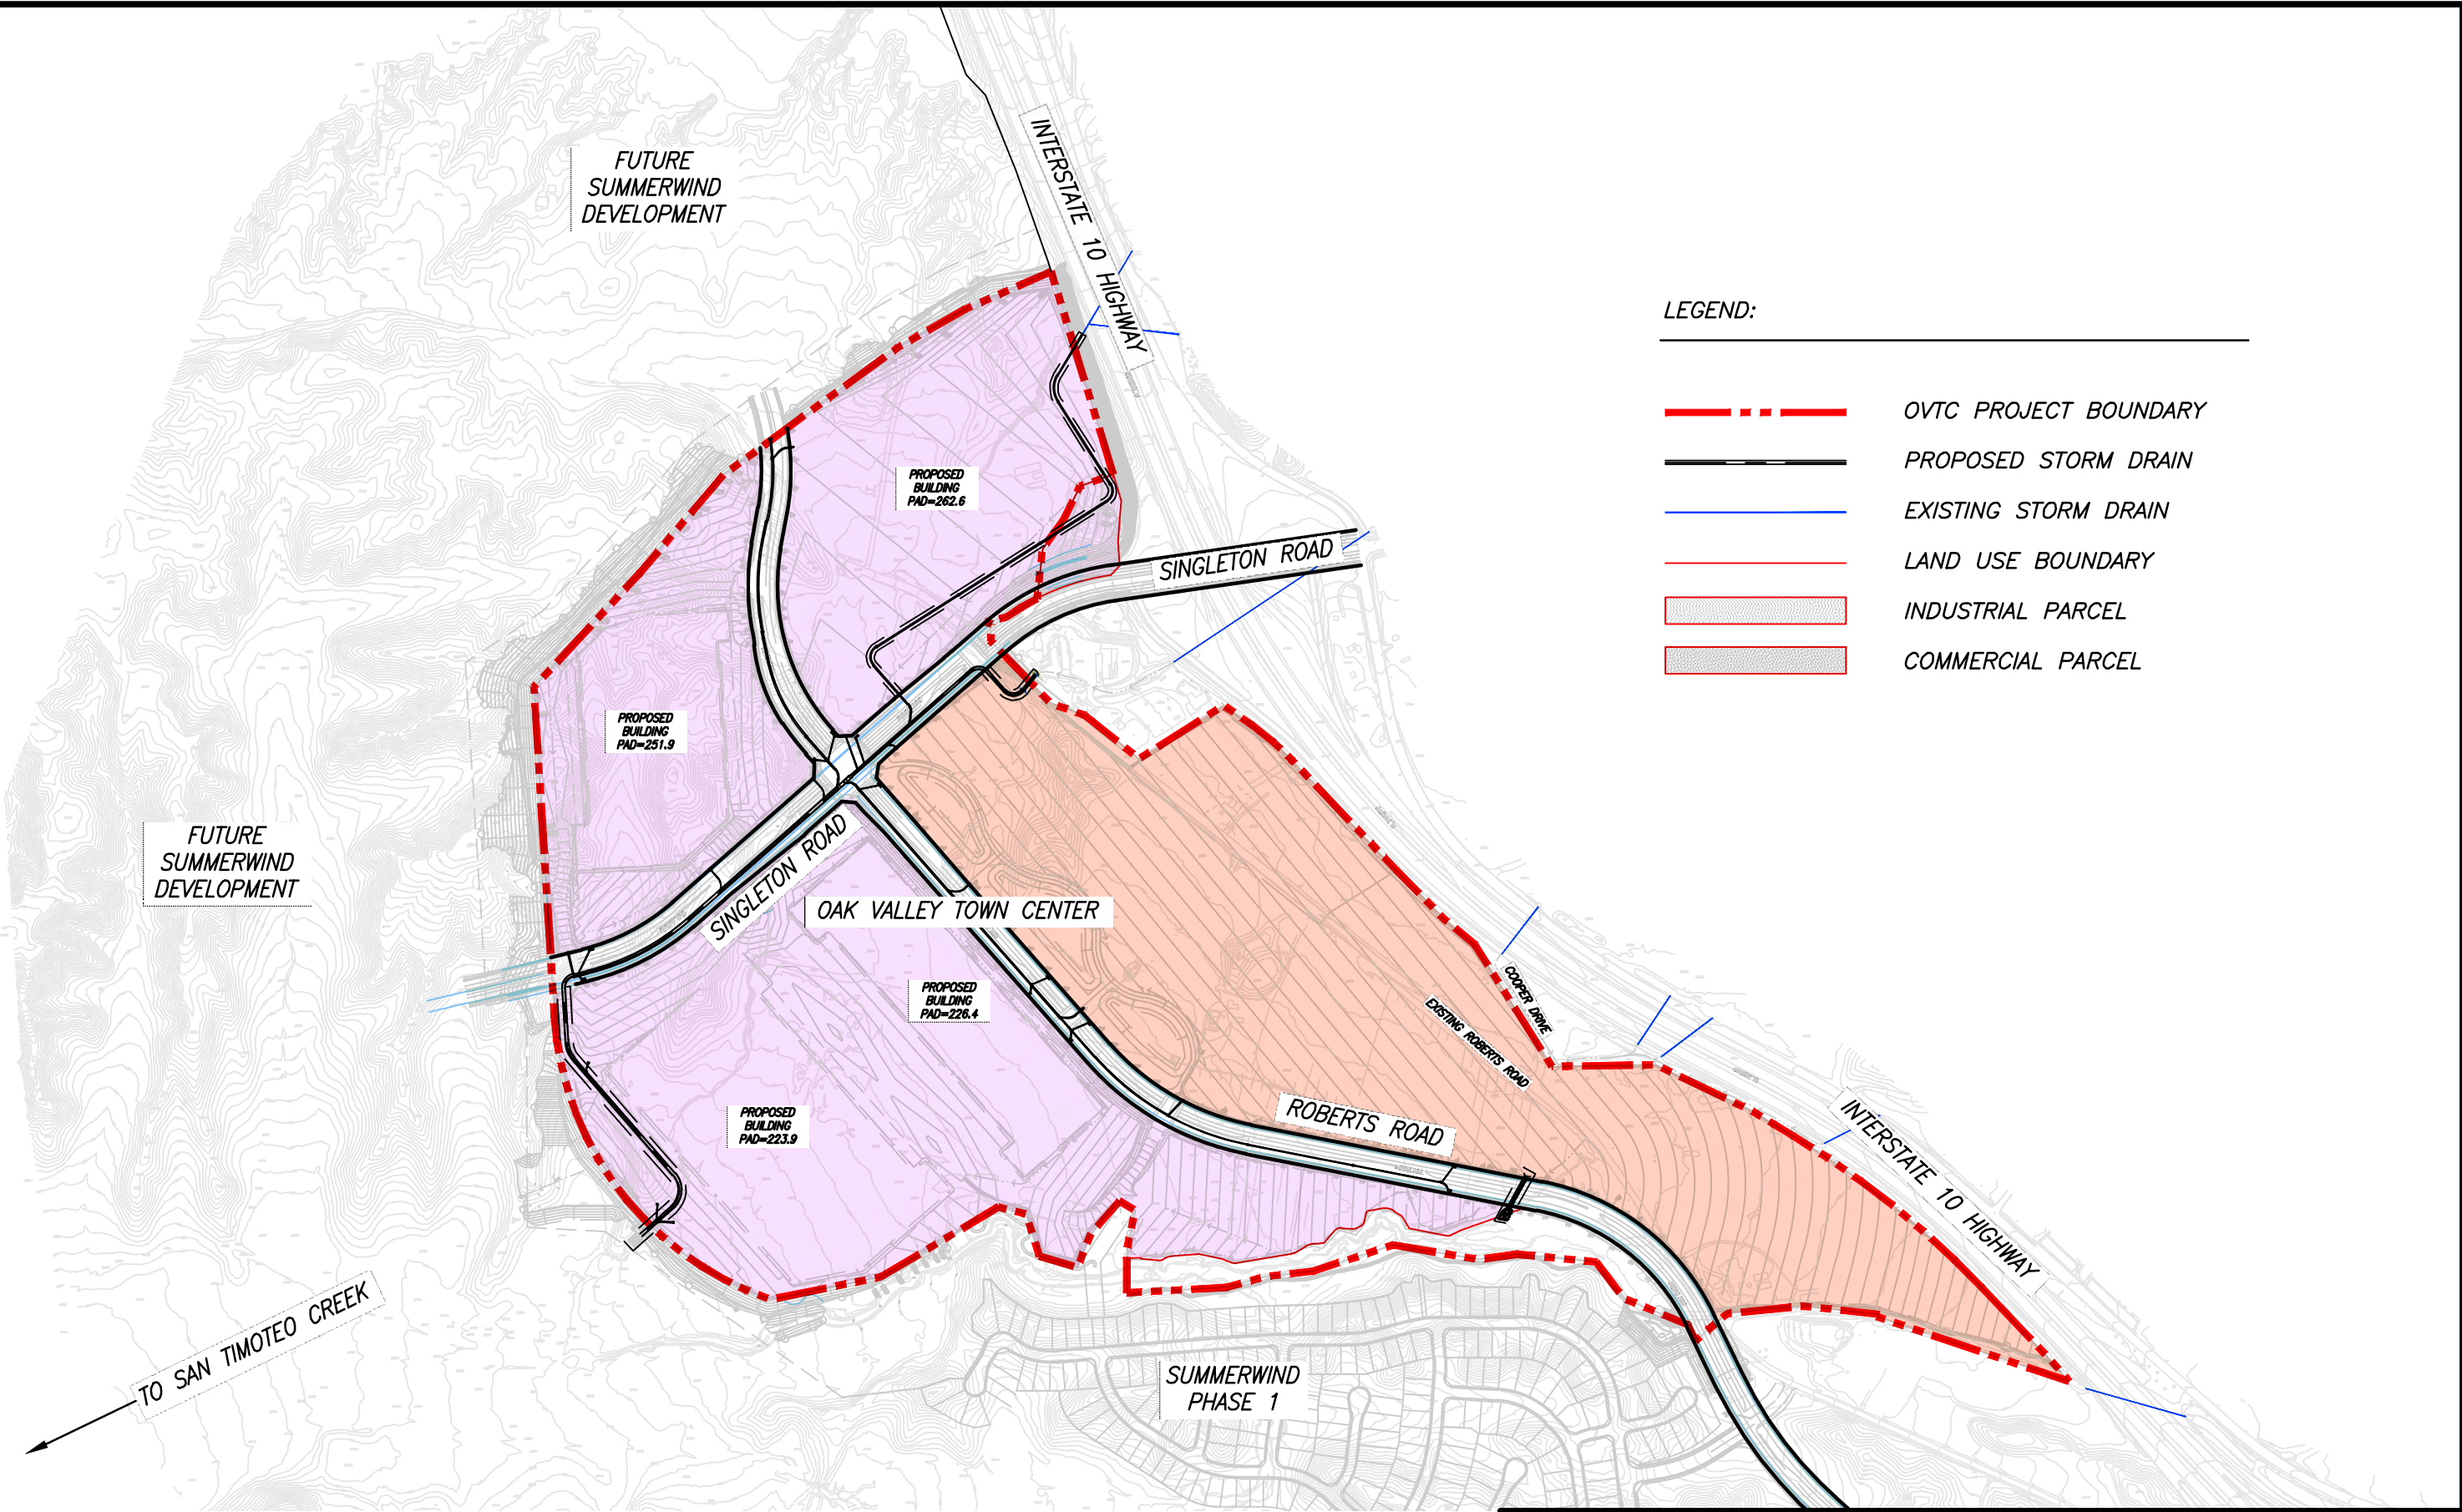 FUTURE
SUMMERWIND
DEVELOPMENT
INTERSTATE 10 HIGHWAY
LEGEND:
OVTC PROJECT BOUNDARY
PROPOSED STORM DRAIN
EXISTING STORM DRAIN
LAND USE BOUNDARY
INDUSTRIAL PARCEL
COMMERCIAL PARCEL
PROPOSED
BUILDING
PAD=262.6
SINGLETON ROAD
PROPOSED
BUILDING
PAD=251.9
FUTURE
SUMMERWIND
DEVELOPMENT
SINGLETON ROAD
OAK VALLEY TOWN CENTER
PROPOSED
BUILDING
PAD=226.4
COOPER DRIVE
EXISTING ROBERTS ROAD
PROPOSED
BUILDING
PAD=223.9
ROBERTS ROAD
INTERSTATE 10 HIGHWAY
TO SAN TIMOTEO CREEK
SUMMERWIND
PHASE 1